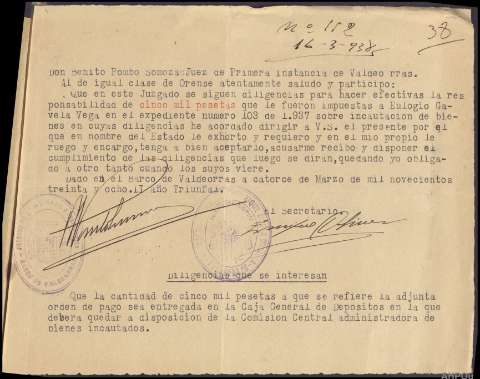 Nº 152
38
16-3-938
Don Benito Pombo Somoza Juez de Primera Instancia de Valdeorras.
Al de igual clase de Orense atentamente saludo y participo:
Que en este Juzgado se siguen diligencias para hacer efectivas la res
ponsabilidad de cinco mil pesetas que le fueron impuestas a Eulogio Ga-
vela Vega en el expediente numero 103 de 1.937 sobre incautacion de bie-
nes en cuyas diligencias he acordado dirigir a V.S. el presente por el
que en nombre del Estado le exhorto y requiero y en el mio propio le
ruego y encargo, tenga a bien aceptarlo, acusarme recibo y disponer el
cumplimiento de las diligencias que luego se diran, quedando yo obliga-
do a otro tanto cuando los suyos viere.
Dado en el Barco de Valdeorras a catorce de Marzo de mil novecientos
treinta y ocho. II año Triunfal.
el Secretario
Diligencias que se interesan
Que la cantidad de cinco mil pesetas a que se refiere la adjunta
orden de pago sea entregada en la Caja General de Depositos en la que
debera quedar a disposicion de la Comision Central administradora de
bienes incautados.
AHPOU